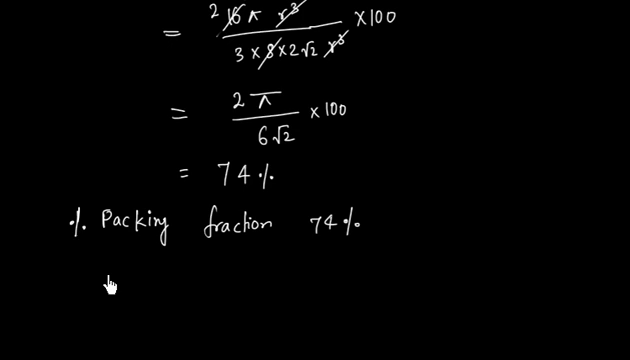 = 2 16 π r³ / 3 × 8 × 2√2 r³ × 100
= 2π / 6√2 × 100
= 74%
% Packing fraction 74%